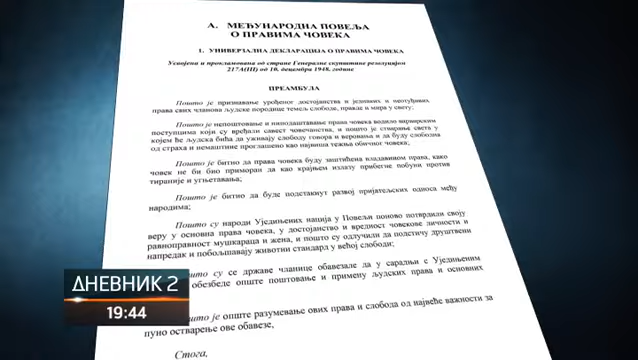 А. МЕЂУНАРОДНА ПОВЕЉА
О ПРАВИМА ЧОВЕКА
1. УНИВЕРЗАЛНА ДЕКЛАРАЦИЈА О ПРАВИМА ЧОВЕКА
Усвојена и прокламована од стране Генералне скупштине резолуцијом
217А(III) од 10. децембра 1948. године
ПРЕАМБУЛА
Пошто је признавање урођеног достојанства и једнаких и неотуђивих
права свих чланова људске породице темељ слободе, правде и мира у свету;
Пошто је непоштовање и ниподаштавање права човека водило варварским
поступцима који су вређали савест човечанства, и пошто је стварање света у
којем ће људска бића да уживају слободу говора и веровања и да буду слободна
од страха и немаштине проглашено као највиша тежња обичног човека;
Пошто је битно да права човека буду заштићена владавином права, како
човек не би био приморан да као крајњем излазу прибегне побуни против
тираније и угњетавања;
Пошто је битно да буде подстакнут развој пријатељских односа међу
народима;
Пошто су народи Уједињених нација у Повељи поново потврдили своју
веру у основна права човека, у достојанство и вредност човекове личности и
равноправност мушкараца и жена, и пошто су одлучили да подстичу друштвени
напредак и побољшавају животни стандард у већој слободи;
Пошто су се државе чланице обавезале да у сарадњи с Уједињеним
обезбеде опште поштовање и примену људских права и основних
Пошто је опште разумевање ових права и слобода од највеће важности за
пуно остварење ове обавезе,
Стога,
ДНЕВНИК 2
19:44